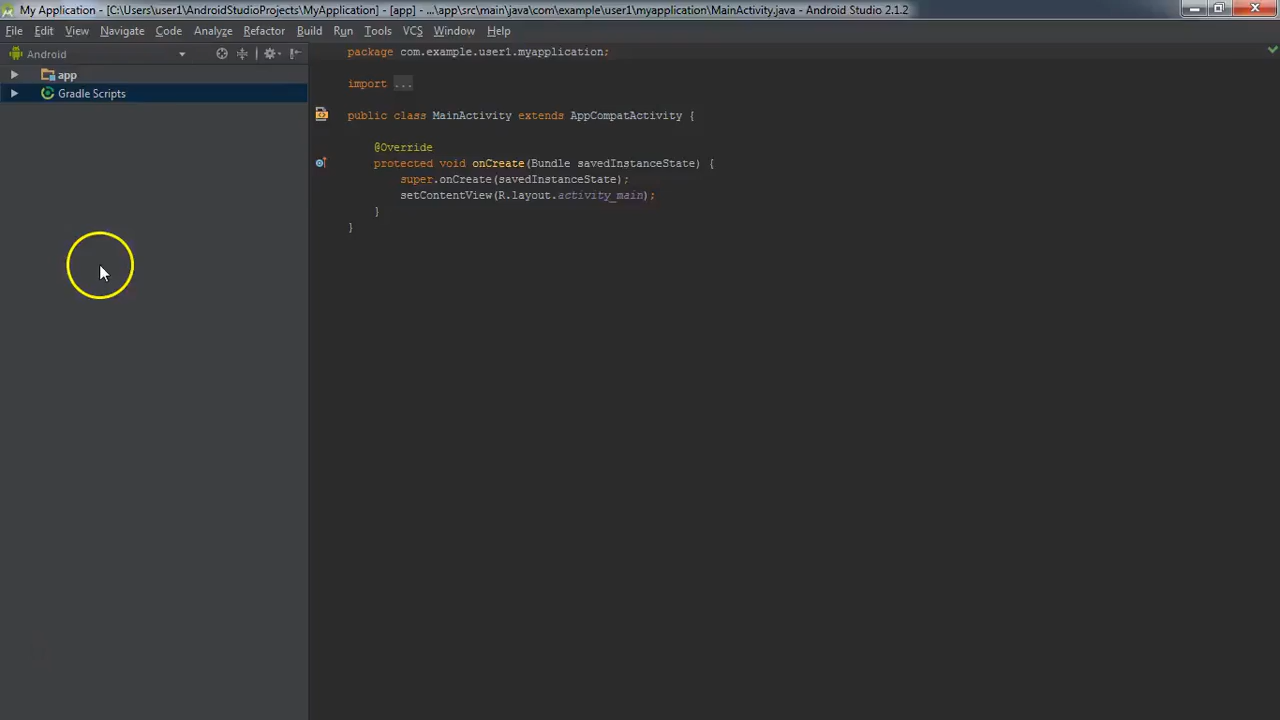 My Application - [C:\Users\user1\AndroidStudioProjects\MyApplication] - [app] - ...\app\src\main\java\com\example\user1\myapplication\MainActivity.java - Android Studio 2.1.2
File Edit View Navigate Code Analyze Refactor Build Run Tools VCS Window Help
Android
app
Gradle Scripts
package com.example.user1.myapplication;
import ...
public class MainActivity extends AppCompatActivity {
@Override
protected void onCreate(Bundle savedInstanceState) {
super.onCreate(savedInstanceState);
setContentView(R.layout.activity_main);
}
}